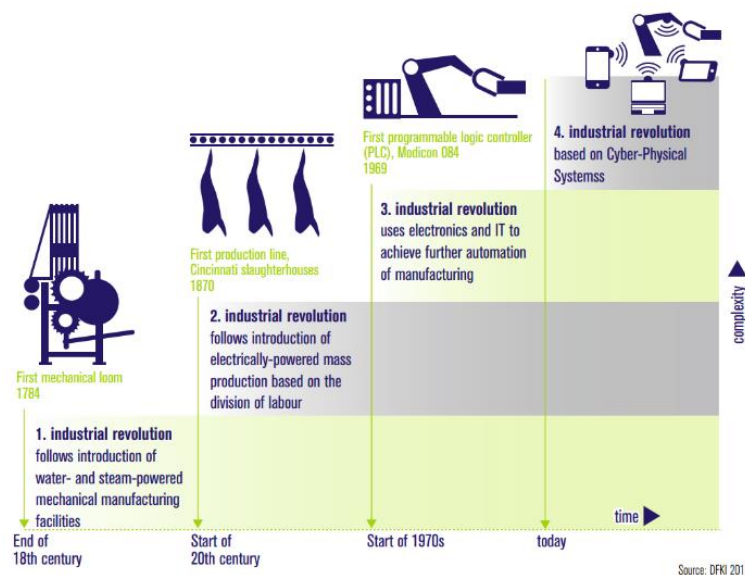 First programmable logic controller
(PLC), Modicon 084
1969
4. industrial revolution
based on Cyber-Physical
Systemss
3. industrial revolution
uses electronics and IT to
achieve further automation
of manufacturing
First production line,
Cincinnati slaughterhouses
1870
2. industrial revolution
follows introduction of
electrically-powered mass
production based on the
division of labour
First mechanical loom
1784
1. industrial revolution
follows introduction of
water- and steam-powered
mechanical manufacturing
facilities
complexity
time
End of
18th century
Start of
20th century
Start of 1970s
today
Source: DFKI 201